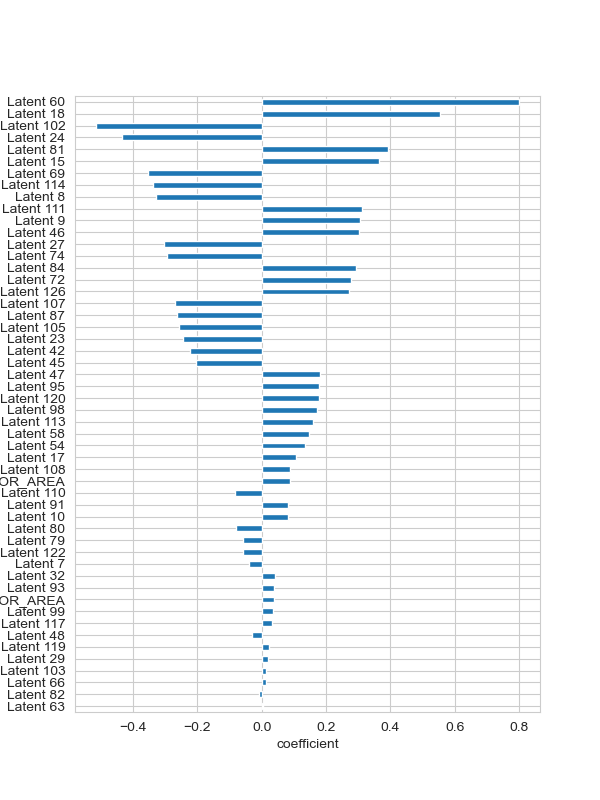 Latent 60
Latent 18
Latent 102
Latent 24
Latent 81
Latent 15
Latent 69
Latent 114
Latent 8
Latent 111
Latent 9
Latent 46
Latent 27
Latent 74
Latent 84
Latent 72
Latent 126
Latent 107
Latent 87
Latent 105
Latent 23
Latent 42
Latent 45
Latent 47
Latent 95
Latent 120
Latent 98
Latent 113
Latent 58
Latent 54
Latent 17
Latent 108
OR_AREA
Latent 110
Latent 91
Latent 10
Latent 80
Latent 79
Latent 122
Latent 7
Latent 32
Latent 93
OR_AREA
Latent 99
Latent 117
Latent 48
Latent 119
Latent 29
Latent 103
Latent 66
Latent 82
Latent 63
−0.4 −0.2 0.0 0.2 0.4 0.6 0.8
coefficient